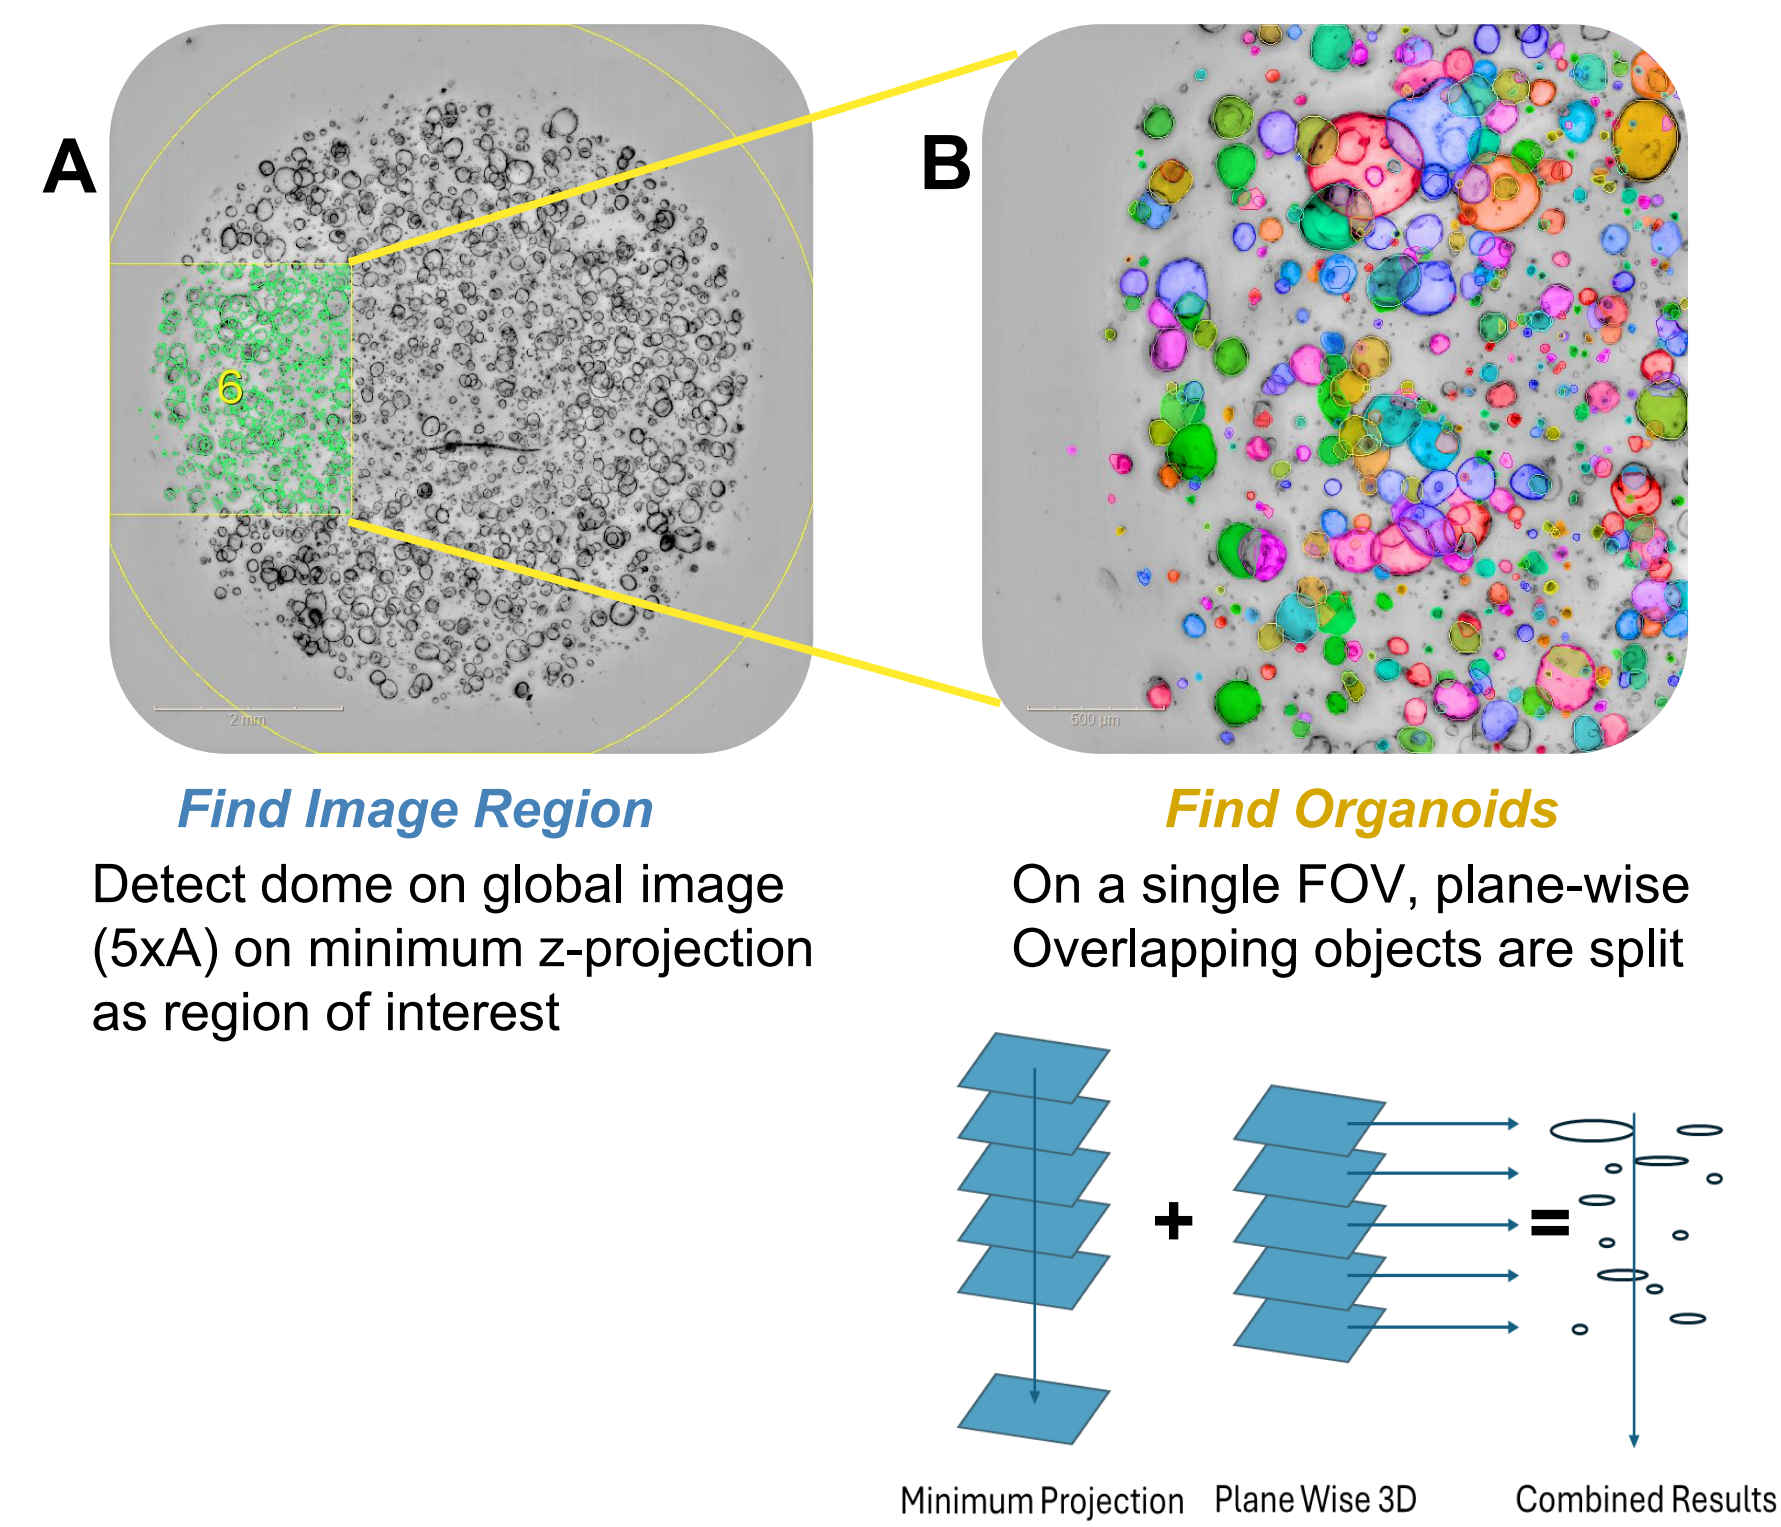 A
B
6
2 mm
500 µm
Find Image Region
Detect dome on global image
(5xA) on minimum z-projection
as region of interest
Find Organoids
On a single FOV, plane-wise
Overlapping objects are split
+
=
Minimum Projection
Plane Wise 3D
Combined Results